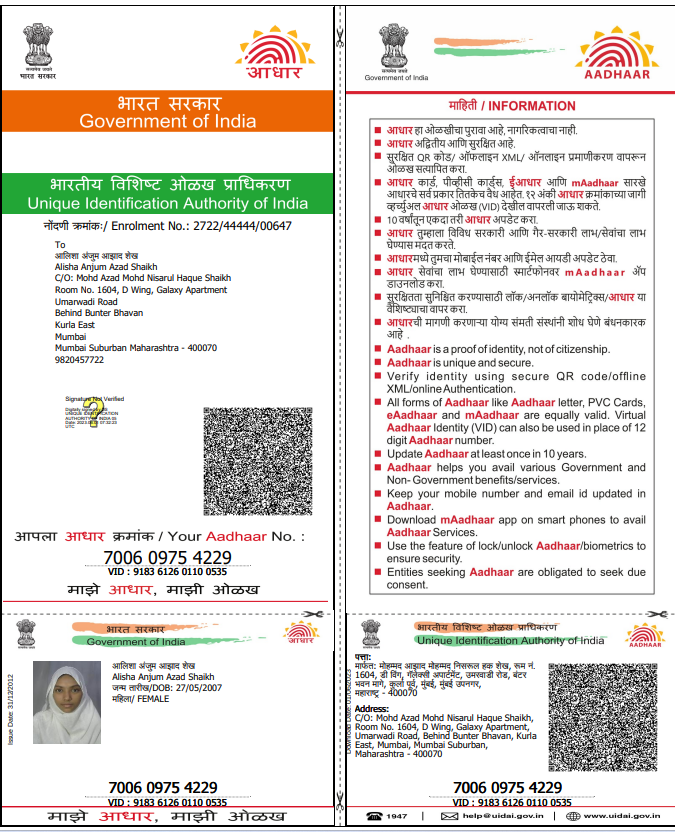 सत्यमेव जयते
भारत सरकार
आधार
भारत सरकार
Government of India
भारतीय विशिष्ट ओळख प्राधिकरण
Unique Identification Authority of India
नोंदणी क्रमांक:/ Enrolment No.: 2722/44444/00647
To
आलिशा अंजुम आझाद शेख
Alisha Anjum Azad Shaikh
C/O: Mohd Azad Mohd Nisarul Haque Shaikh
Room No. 1604, D Wing, Galaxy Apartment
Umarwadi Road
Behind Bunter Bhavan
Kurla East
Mumbai
Mumbai Suburban Maharashtra - 400070
9820457722
Signature Not Verified
Digitally signed by DS
UNIQUE IDENTIFICATION
AUTHORITY OF INDIA 05
UTC
आपला आधार क्रमांक / Your Aadhaar No. :
7006 0975 4229
VID : 9183 6126 0110 0535
माझे आधार, माझी ओळख
सत्यमेव जयते
Government of India
AADHAAR
माहिती / INFORMATION
आधार हा ओळखीचा पुरावा आहे, नागरिकत्वाचा नाही.
आधार अद्वितीय आणि सुरक्षित आहे.
सुरक्षित QR कोड/ ऑफलाइन XML/ ऑनलाइन प्रमाणीकरण वापरून
ओळख सत्यापित करा.
आधार कार्ड, पीव्हीसी कार्ड्स, ईआधार आणि mAadhaar सारखे
आधारचे सर्व प्रकार तितकेच वैध आहेत. १२ अंकी आधार क्रमांकाच्या जागी
व्हर्च्युअल आधार ओळख (VID) देखील वापरली जाऊ शकते.
10 वर्षांतून एकदा तरी आधार अपडेट करा.
आधार तुम्हाला विविध सरकारी आणि गैर-सरकारी लाभ/सेवांचा लाभ
घेण्यास मदत करते.
आधारमध्ये तुमचा मोबाईल नंबर आणि ईमेल आयडी अपडेट ठेवा.
आधार सेवांचा लाभ घेण्यासाठी स्मार्टफोनवर mAadhaar ॲप
डाउनलोड करा.
सुरक्षितता सुनिश्चित करण्यासाठी लॉक/अनलॉक बायोमेट्रिक्स/आधार या
वैशिष्ट्याचा वापर करा.
आधारची मागणी करणाऱ्या योग्य संमती संस्थांनी शोध घेणे बंधनकारक
आहे .
Aadhaar is a proof of identity, not of citizenship.
Aadhaar is unique and secure.
Verify identity using secure QR code/offline
XML/online Authentication.
All forms of Aadhaar like Aadhaar letter, PVC Cards,
eAadhaar and mAadhaar are equally valid. Virtual
Aadhaar Identity (VID) can also be used in place of 12
digit Aadhaar number.
Update Aadhaar at least once in 10 years.
Aadhaar helps you avail various Government and
Non- Government benefits/services.
Keep your mobile number and email id updated in
Aadhaar.
Download mAadhaar app on smart phones to avail
Aadhaar Services.
Use the feature of lock/unlock Aadhaar/biometrics to
ensure security.
Entities seeking Aadhaar are obligated to seek due
consent.
भारत सरकार
Government of India
आधार
Issue Date: 31/12/2012
आलिशा अंजुम आझाद शेख
Alisha Anjum Azad Shaikh
जन्म तारीख/DOB: 27/05/2007
महिला/ FEMALE
7006 0975 4229
VID : 9183 6126 0110 0535
माझे आधार, माझी ओळख
भारतीय विशिष्ट ओळख प्राधिकरण
Unique Identification Authority of India
AADHAAR
पत्ता:
मार्फत: मोहम्मद आझाद मोहम्मद निसरूल हक शेख, रूम नं.
1604, डी विंग, गॅलेक्सी अपार्टमेंट, उमरवाडी रोड, बंटर
भवन मागे, कुर्ला पूर्व, मुंबई, मुंबई उपनगर,
महाराष्ट्र - 400070
Address:
C/O: Mohd Azad Mohd Nisarul Haque Shaikh,
Room No. 1604, D Wing, Galaxy Apartment,
Umarwadi Road, Behind Bunter Bhavan, Kurla
East, Mumbai, Mumbai Suburban,
Maharashtra - 400070
7006 0975 4229
VID : 9183 6126 0110 0535
1947 | help@uidai.gov.in | www.uidai.gov.in